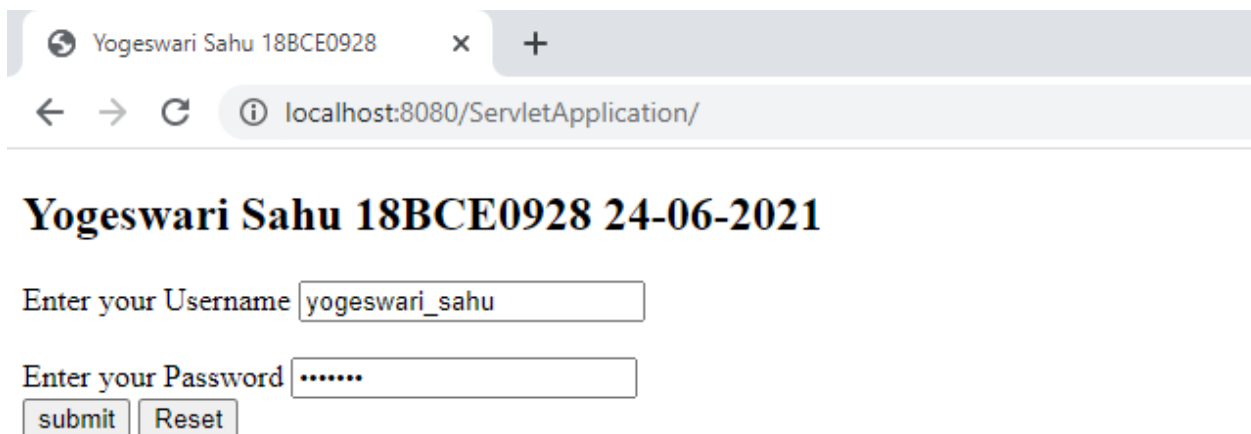 Yogeswari Sahu 18BCE0928
localhost:8080/ServletApplication/
Yogeswari Sahu 18BCE0928 24-06-2021
Enter your Username yogeswari_sahu
Enter your Password •••••••
submit Reset